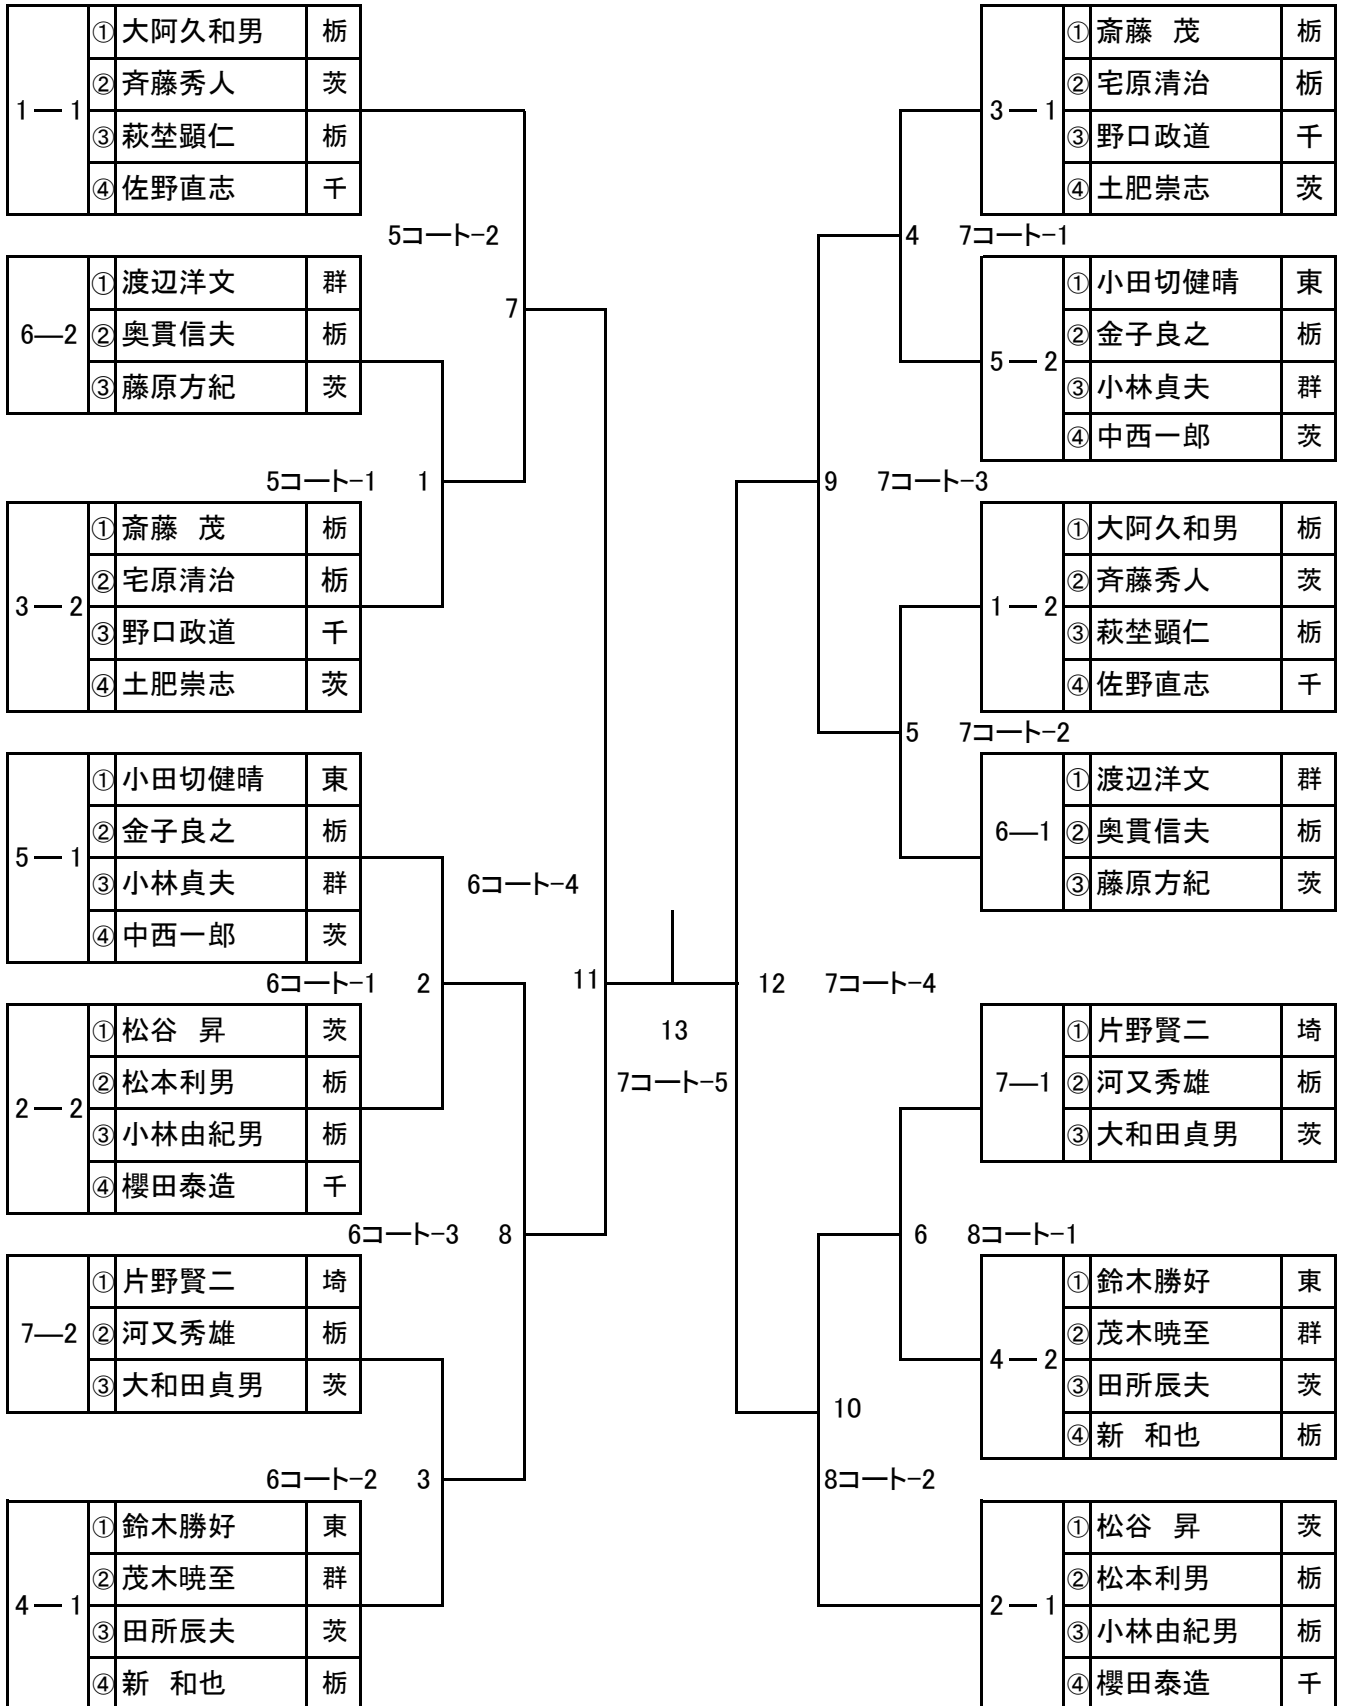 1 — 1
① 大阿久和男 栃
② 斉藤秀人 茨
③ 萩埜顕仁 栃
④ 佐野直志 千
5コート-2
7
6—2
① 渡辺洋文 群
② 奥貫信夫 栃
③ 藤原方紀 茨
5コート-1 1
3 — 2
① 斎藤 茂 栃
② 宅原清治 栃
③ 野口政道 千
④ 土肥崇志 茨
5 — 1
① 小田切健晴 東
② 金子良之 栃
③ 小林貞夫 群
④ 中西一郎 茨
6コート-4
11
6コート-1 2
2 — 2
① 松谷 昇 茨
② 松本利男 栃
③ 小林由紀男 栃
④ 櫻田泰造 千
6コート-3 8
7—2
① 片野賢二 埼
② 河又秀雄 栃
③ 大和田貞男 茨
6コート-2 3
4 — 1
① 鈴木勝好 東
② 茂木暁至 群
③ 田所辰夫 茨
④ 新 和也 栃
13
7コート-5
3 — 1
① 斎藤 茂 栃
② 宅原清治 栃
③ 野口政道 千
④ 土肥崇志 茨
4 7コート-1
5 — 2
① 小田切健晴 東
② 金子良之 栃
③ 小林貞夫 群
④ 中西一郎 茨
9 7コート-3
1 — 2
① 大阿久和男 栃
② 斉藤秀人 茨
③ 萩埜顕仁 栃
④ 佐野直志 千
5 7コート-2
6—1
① 渡辺洋文 群
② 奥貫信夫 栃
③ 藤原方紀 茨
12 7コート-4
7—1
① 片野賢二 埼
② 河又秀雄 栃
③ 大和田貞男 茨
6 8コート-1
4 — 2
① 鈴木勝好 東
② 茂木暁至 群
③ 田所辰夫 茨
④ 新 和也 栃
10
8コート-2
2 — 1
① 松谷 昇 茨
② 松本利男 栃
③ 小林由紀男 栃
④ 櫻田泰造 千